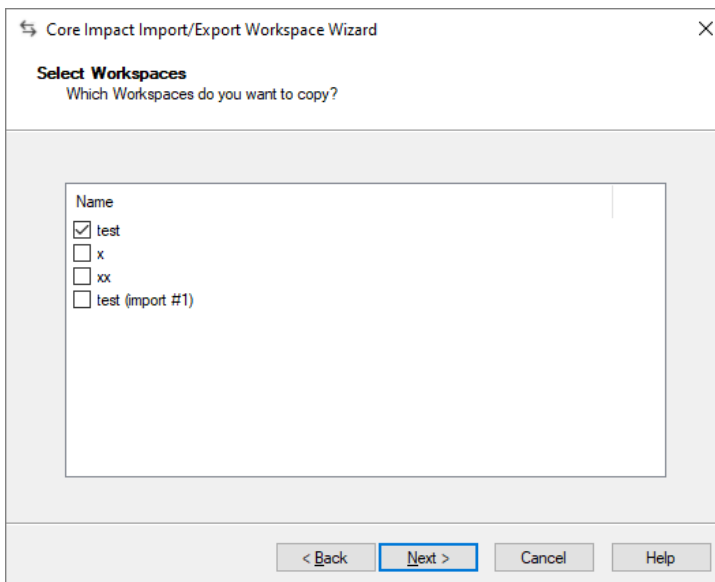 Core Impact Import/Export Workspace Wizard
Select Workspaces
Which Workspaces do you want to copy?
Name
test
x
xx
test (import #1)
< Back Next > Cancel Help